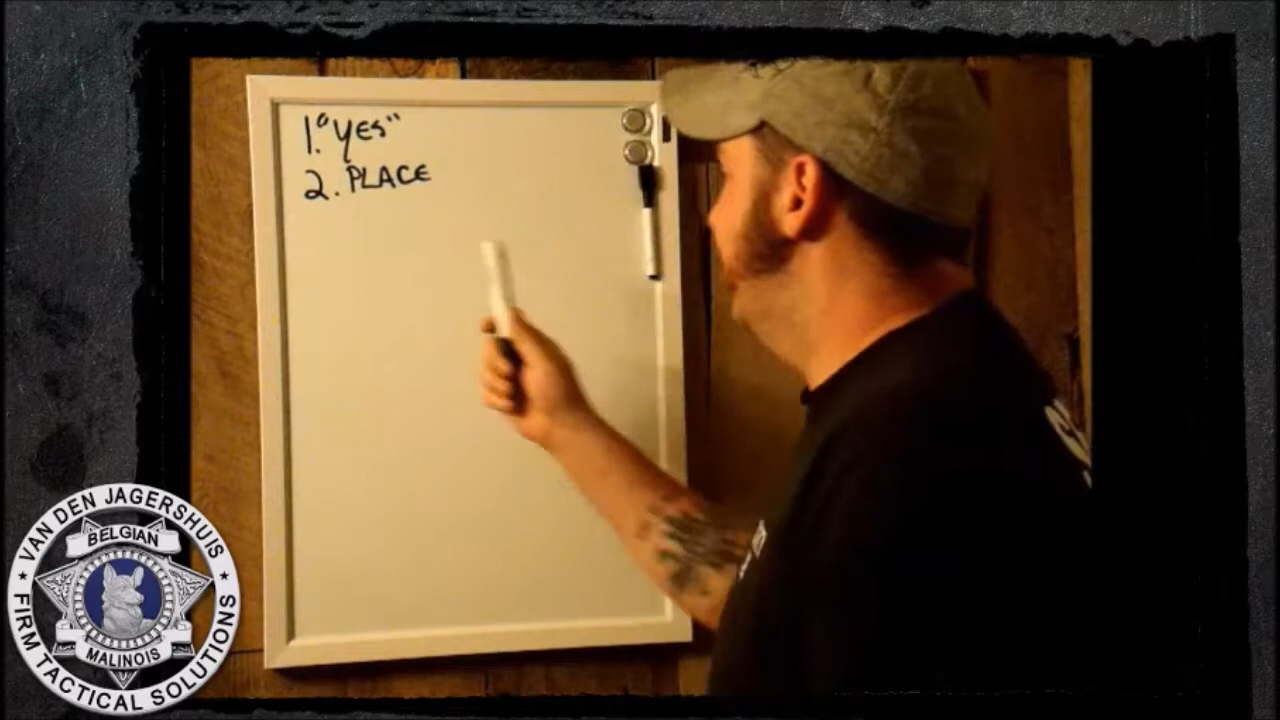 1. "YES"
2. PLACE
VAN DEN JAGERSHUIS
BELGIAN
MALINOIS
FIRM TACTICAL SOLUTIONS